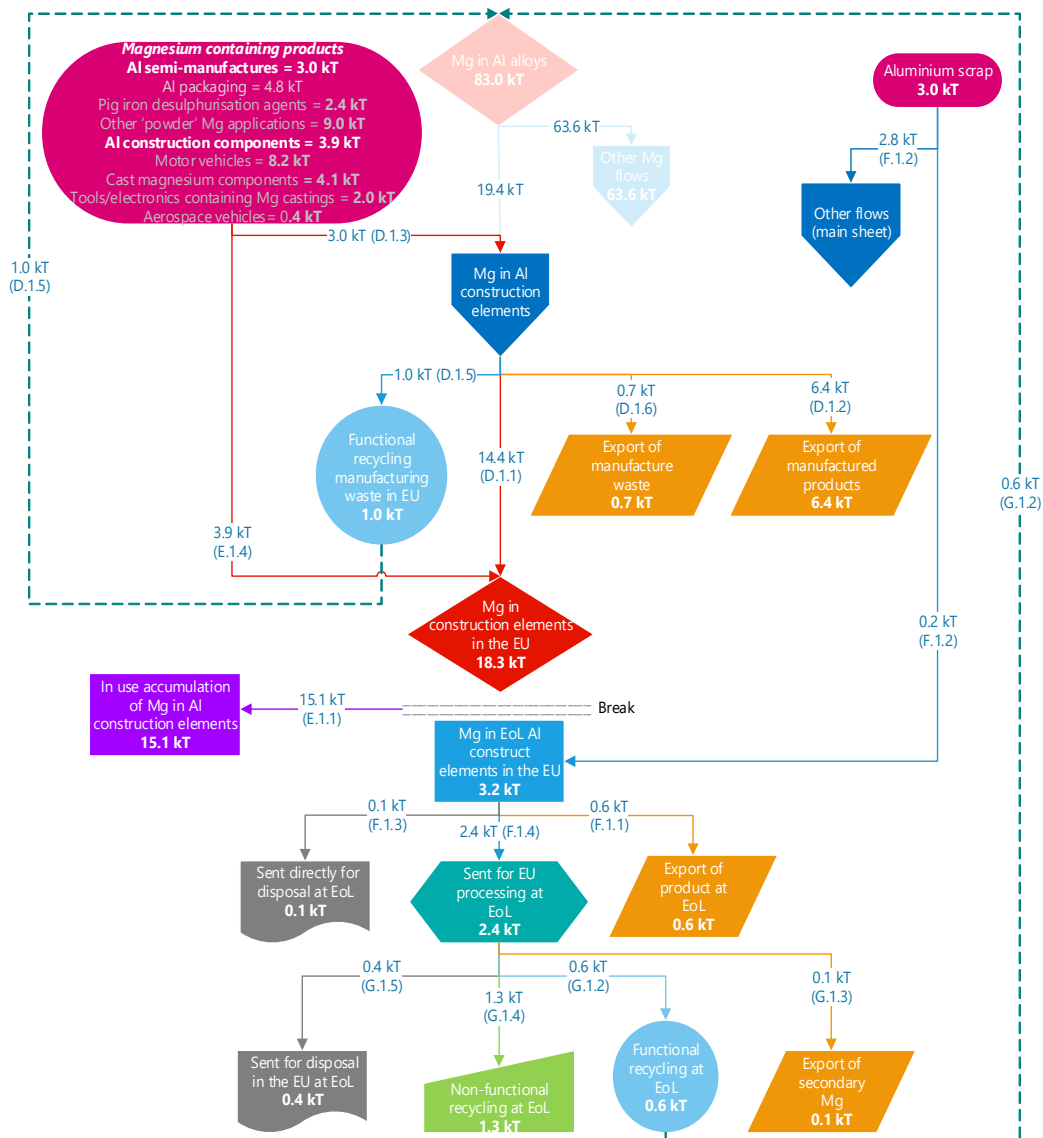 Magnesium containing products
Al semi-manufactures = 3.0 kT
Al packaging = 4.8 kT
Pig iron desulphurisation agents = 2.4 kT
Other ‘powder’ Mg applications = 9.0 kT
Al construction components = 3.9 kT
Motor vehicles = 8.2 kT
Cast magnesium components = 4.1 kT
Tools/electronics containing Mg castings = 2.0 kT
Aerospace vehicles= 0.4 kT
Mg in Al alloys
83.0 kT
Aluminium scrap
3.0 kT
63.6 kT
Other Mg
flows
63.6 kT
19.4 kT
2.8 kT
(F.1.2)
Other flows
(main sheet)
3.0 kT (D.1.3)
1.0 kT
(D.1.5)
Mg in Al
construction
elements
1.0 kT (D.1.5)
0.7 kT
(D.1.6)
6.4 kT
(D.1.2)
Functional
recycling
manufacturing
waste in EU
1.0 kT
14.4 kT
(D.1.1)
Export of
manufacture
waste
0.7 kT
Export of
manufactured
products
6.4 kT
0.6 kT
(G.1.2)
3.9 kT
(E.1.4)
Mg in
construction elements
in the EU
18.3 kT
0.2 kT
(F.1.2)
In use accumulation
of Mg in Al
construction elements
15.1 kT
15.1 kT
(E.1.1)
Break
Mg in EoL Al
construct
elements in the EU
3.2 kT
0.1 kT
(F.1.3)
2.4 kT (F.1.4)
0.6 kT
(F.1.1)
Sent directly for
disposal at EoL
0.1 kT
Sent for EU
processing at
EoL
2.4 kT
Export of
product at
EoL
0.6 kT
0.4 kT
(G.1.5)
1.3 kT
(G.1.4)
0.6 kT
(G.1.2)
0.1 kT
(G.1.3)
Sent for disposal
in the EU at EoL
0.4 kT
Non-functional
recycling at EoL
1.3 kT
Functional
recycling at
EoL
0.6 kT
Export of
secondary
Mg
0.1 kT